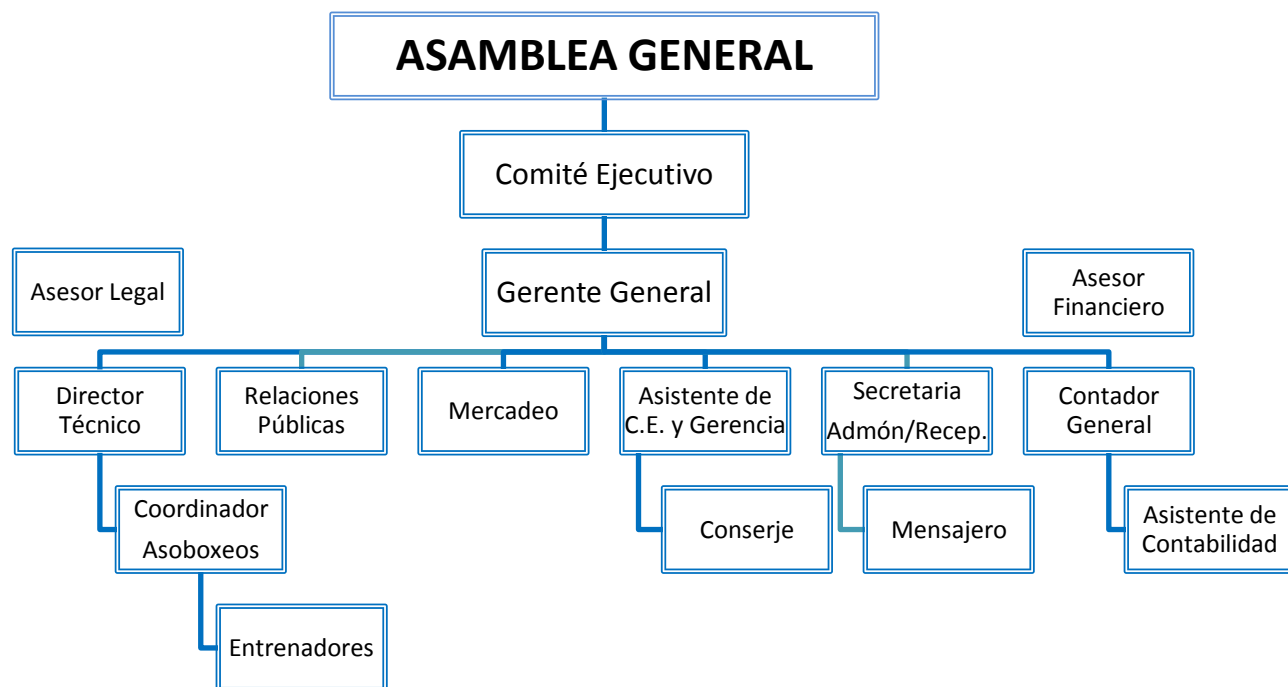 ASAMBLEA GENERAL
Comité Ejecutivo
Asesor Legal
Gerente General
Asesor
Financiero
Director
Técnico
Relaciones
Públicas
Mercadeo
Asistente de
C.E. y Gerencia
Secretaria
Admón/Recep.
Contador
General
Coordinador
Asoboxeos
Conserje
Mensajero
Asistente de
Contabilidad
Entrenadores